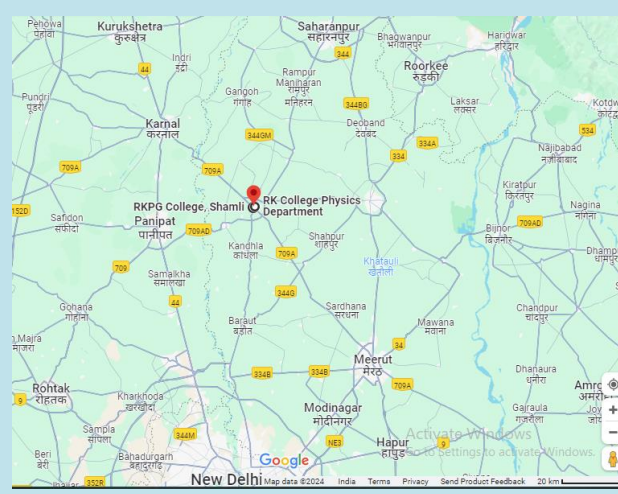 Pehowa
पेहोवा
Kurukshetra
कुरुक्षेत्र
Saharanpur
सहारनपुर
344
Bhagwanpur
भगवानपुर
Haridwar
हरिद्वार
Indri
इंद्री
44
Rampur
Maniharan
रामपुर
मनिहरन
Roorkee
रुड़की
Gangoh
गंगोह
344BG
Laksar
लक्सर
Kotdw
Pundri
पुंडरी
Karnal
करनाल
344GM
Deoband
देवबंद
334A
534
334
Najibabad
नजीबाबाद
709A
709A
Kiratpur
किरतपुर
Nagina
नगीना
152D
Safidon
सफीदों
RKPG College, Shamli
RK College Physics
Department
Panipat
पानीपत
709AD
709AD
Bijnor
बिजनौर
Shahpur
शाहपुर
Kandhla
कांधला
709A
Khatauli
खतौली
Dhamp
709
Samalkha
समालखा
344G
44
Gohana
गोहाना
Sardhana
सरधना
Chandpur
चांदपुर
Baraut
बड़ौत
Mawana
मवाना
Majra
माजरा
34
Meerut
मेरठ
334B
334B
Dhanaura
धनौरा
Rohtak
रोहतक
9
Kharkhoda
खरखौदा
709A
Amro
Modinagar
मोदीनगर
Gajraula
गजरौला
Sampla
सांपला
344M
Activate Windows
Go to Settings to activate Windows.
NE3
Hapur
हापुड़
9
Beri
बेरी
Bahadurgarh
बहादुरगढ़
352R
New Delhi
Google
Map data ©2024 India Terms Privacy Send Product Feedback 20 km